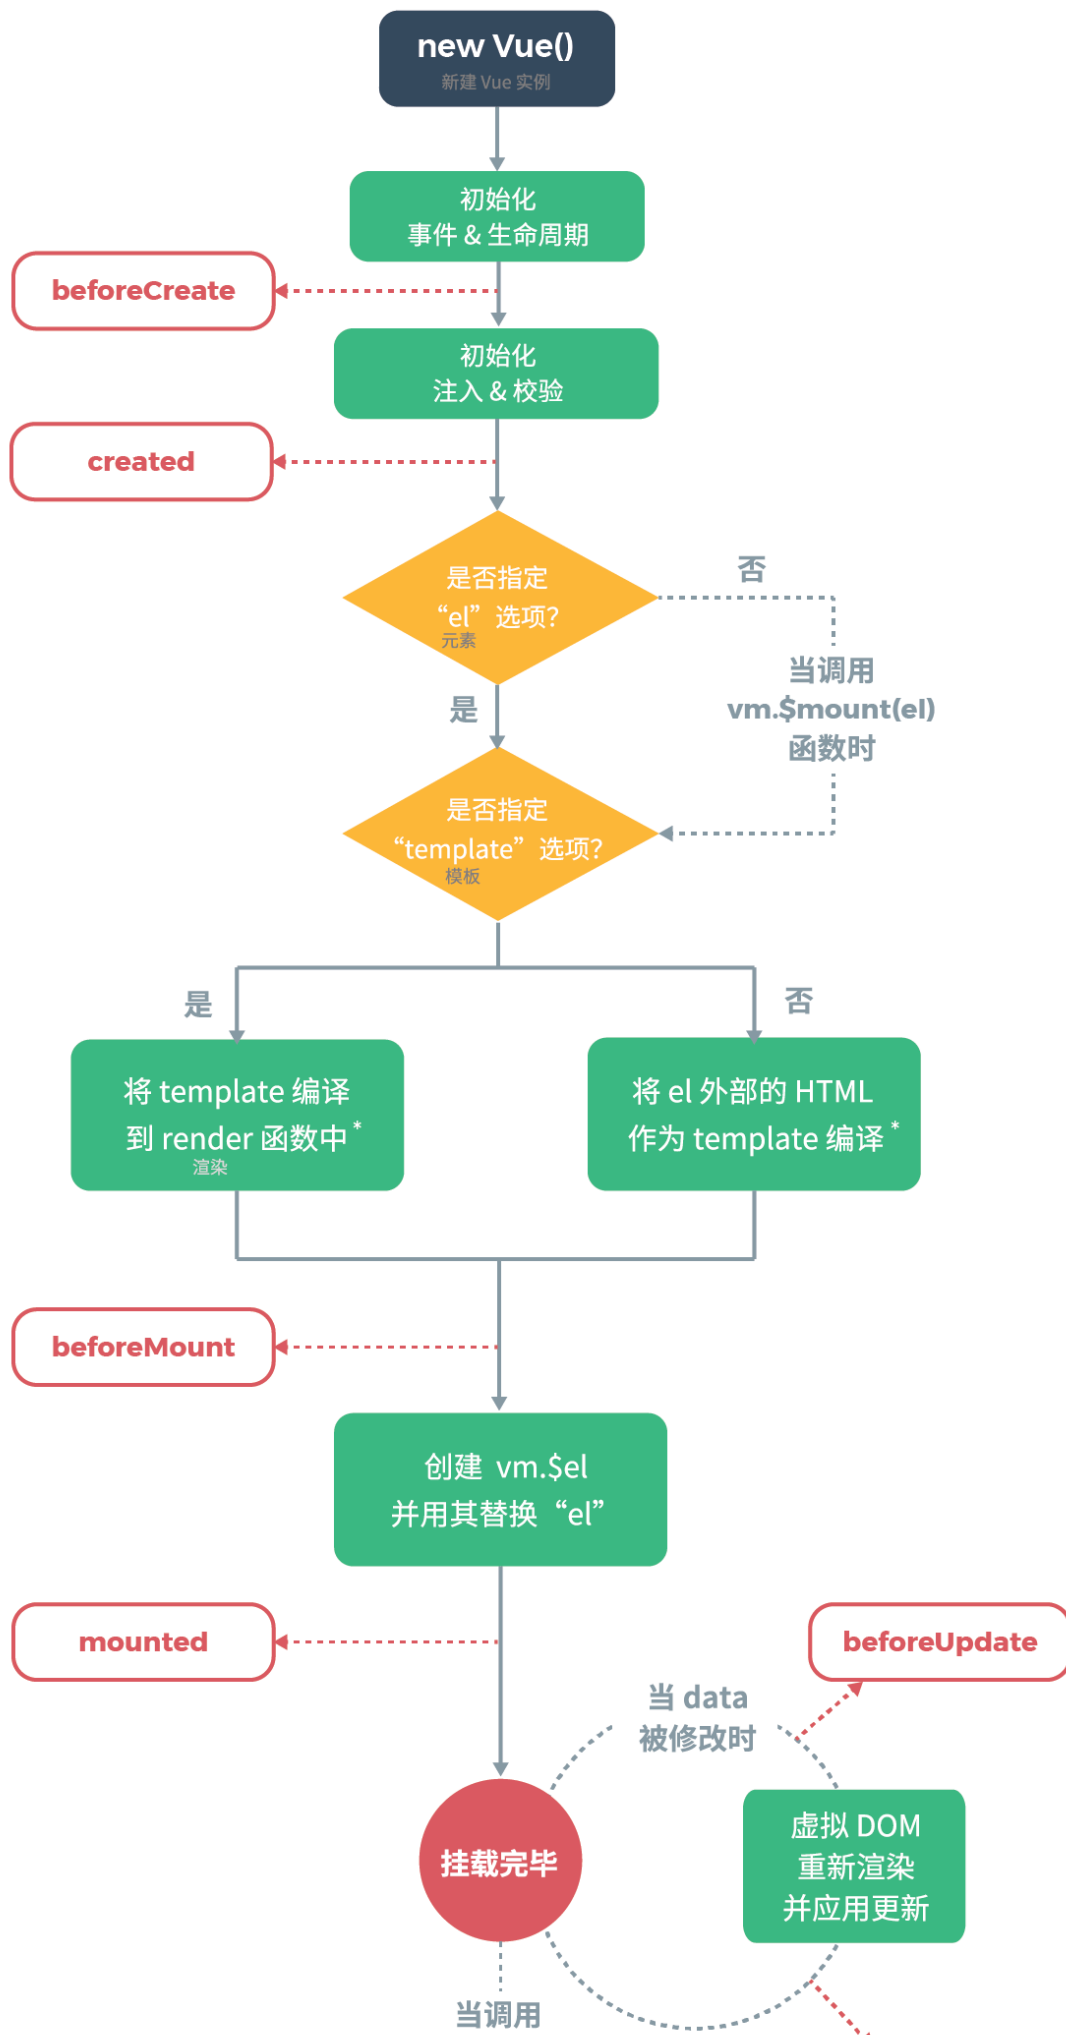 new Vue()
新建 Vue 实例
初始化
事件 & 生命周期
beforeCreate
初始化
注入 & 校验
created
是否指定
“el”选项?
元素
否
当调用
vm.$mount(el)
函数时
是
是否指定
“template”选项?
模板
是
否
将 template 编译
到 render 函数中*
渲染
将 el 外部的 HTML
作为 template 编译*
beforeMount
创建 vm.$el
并用其替换“el”
mounted
beforeUpdate
当 data
被修改时
挂载完毕
虚拟 DOM
重新渲染
并应用更新
当调用